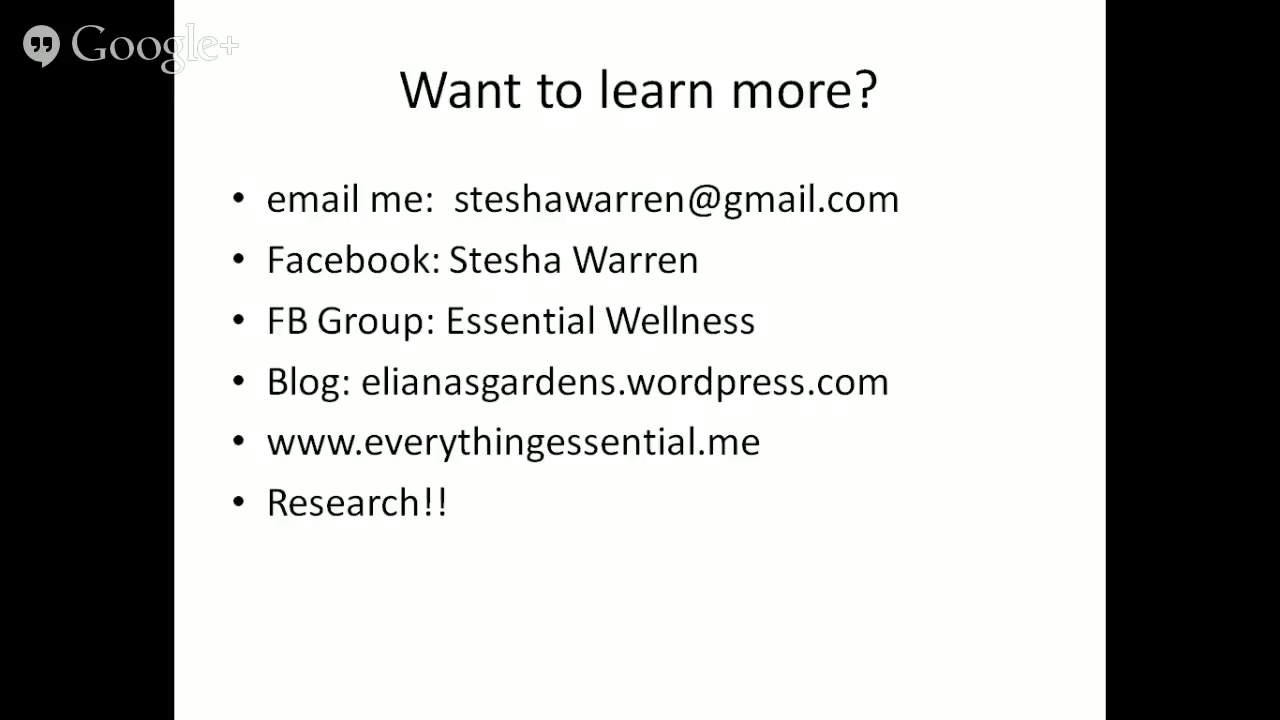 Google+
Want to learn more?
• email me: steshawarren@gmail.com
• Facebook: Stesha Warren
• FB Group: Essential Wellness
• Blog: elianasgardens.wordpress.com
• www.everythingessential.me
• Research!!